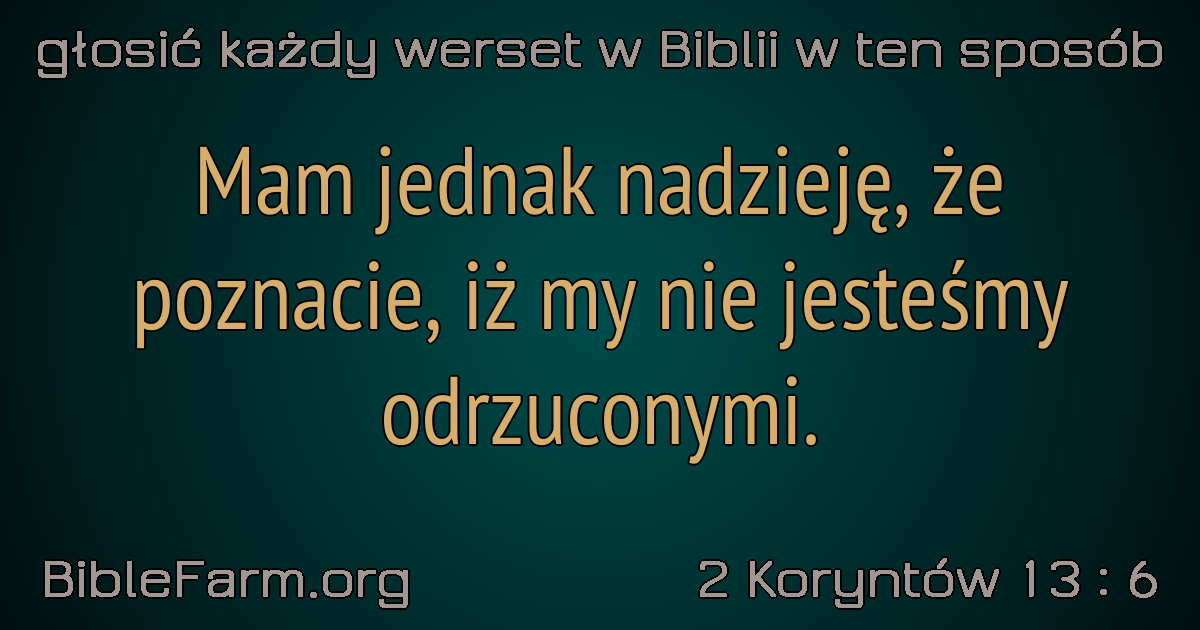 głosić każdy werset w Biblii w ten sposób
Mam jednak nadzieję, że
poznacie, iż my nie jesteśmy
odrzuconymi.
BibleFarm.org
2 Koryntów 13 : 6